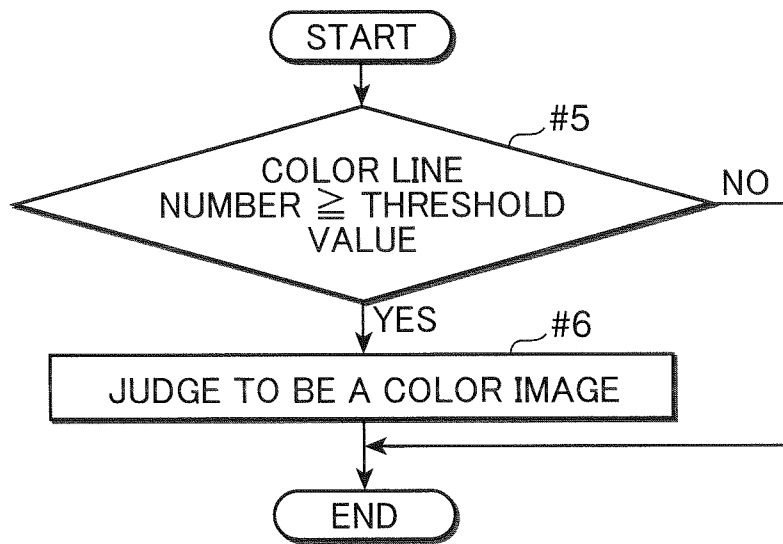 START
#5
COLOR LINE
NUMBER ≧ THRESHOLD
VALUE
NO
YES
#6
JUDGE TO BE A COLOR IMAGE
END